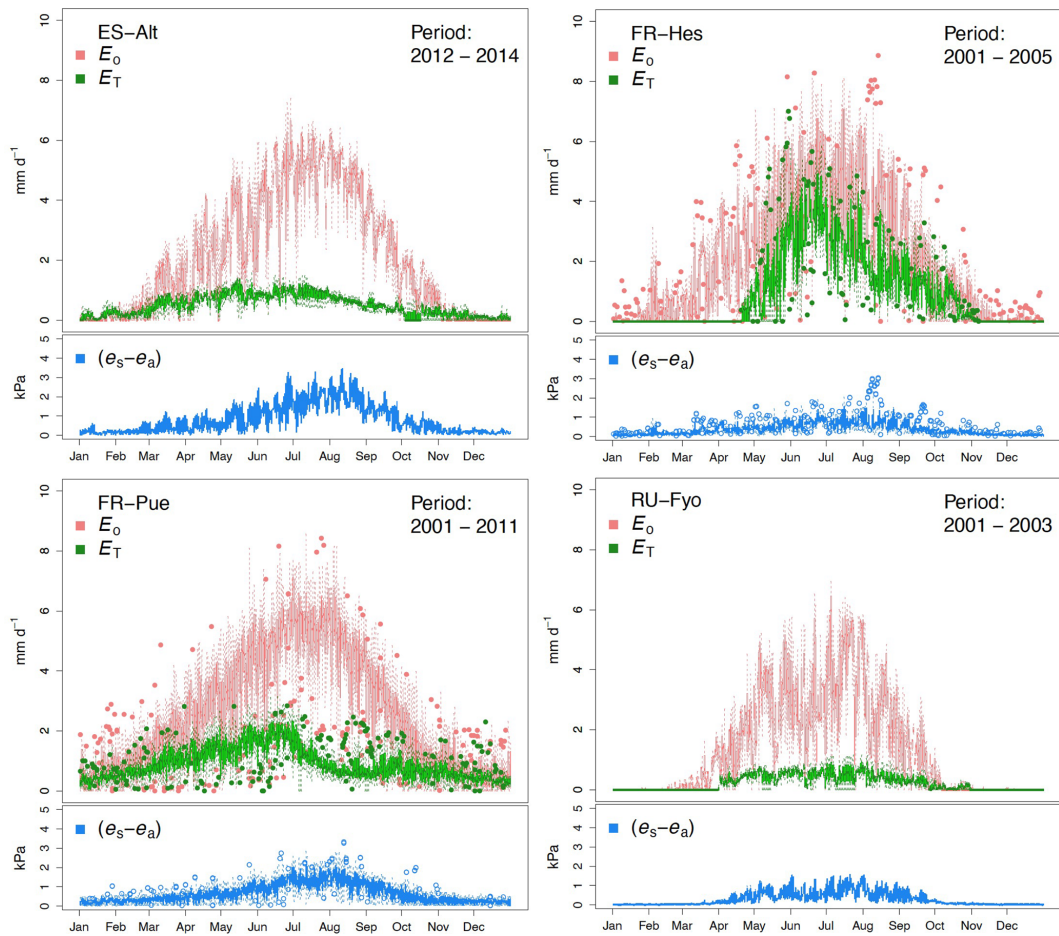 ES−Alt
Period:
2012 − 2014
Eo
ET
mm d−1
10
8
6
4
2
0
(es−ea)
kPa
5
4
3
2
1
0
Jan Feb Mar Apr May Jun Jul Aug Sep Oct Nov Dec
FR−Hes
Period:
2001 − 2005
Eo
ET
mm d−1
10
8
6
4
2
0
(es−ea)
kPa
5
4
3
2
1
0
Jan Feb Mar Apr May Jun Jul Aug Sep Oct Nov Dec
FR−Pue
Period:
2001 − 2011
Eo
ET
mm d−1
10
8
6
4
2
0
(es−ea)
kPa
5
4
3
2
1
0
Jan Feb Mar Apr May Jun Jul Aug Sep Oct Nov Dec
RU−Fyo
Period:
2001 − 2003
Eo
ET
mm d−1
10
8
6
4
2
0
(es−ea)
kPa
5
4
3
2
1
0
Jan Feb Mar Apr May Jun Jul Aug Sep Oct Nov Dec